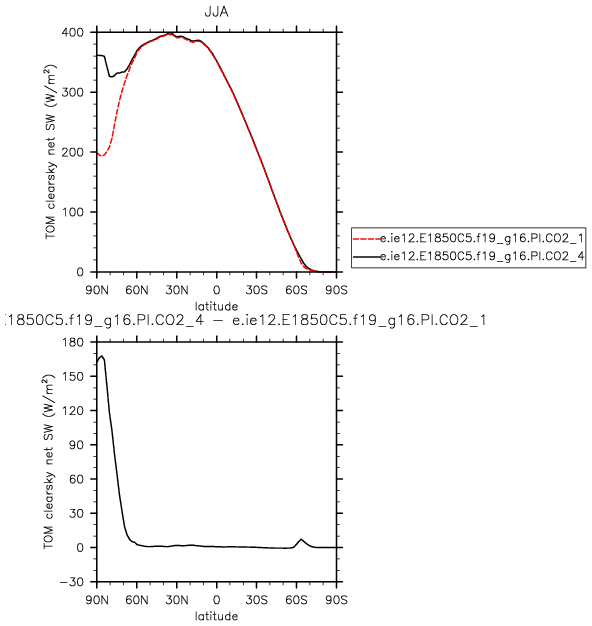 JJA
TOM clearsky net SW (W/m²)
400
300
200
100
0
90N 60N 30N 0 30S 60S 90S
latitude
e.ie12.E1850C5.f19_g16.PI.CO2_1
e.ie12.E1850C5.f19_g16.PI.CO2_4
.1850C5.f19_g16.PI.CO2_4 − e.ie12.E1850C5.f19_g16.PI.CO2_1
TOM clearsky net SW (W/m²)
180
150
120
90
60
30
0
−30
90N 60N 30N 0 30S 60S 90S
latitude